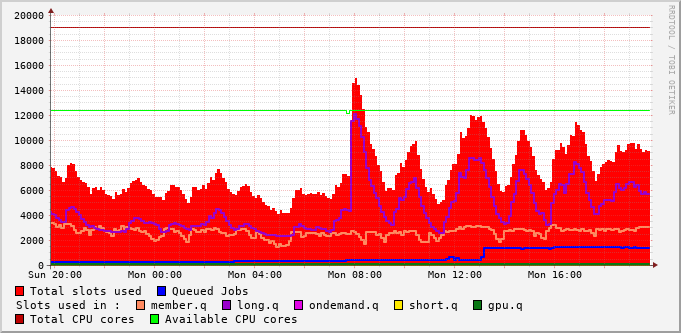 20000
18000
16000
14000
12000
10000
8000
6000
4000
2000
0
Sun 20:00 Mon 00:00 Mon 04:00 Mon 08:00 Mon 12:00 Mon 16:00
RRDTOOL / TOBI OETIKER
Total slots used Queued Jobs
Slots used in : member.q long.q ondemand.q short.q gpu.q
Total CPU cores Available CPU cores